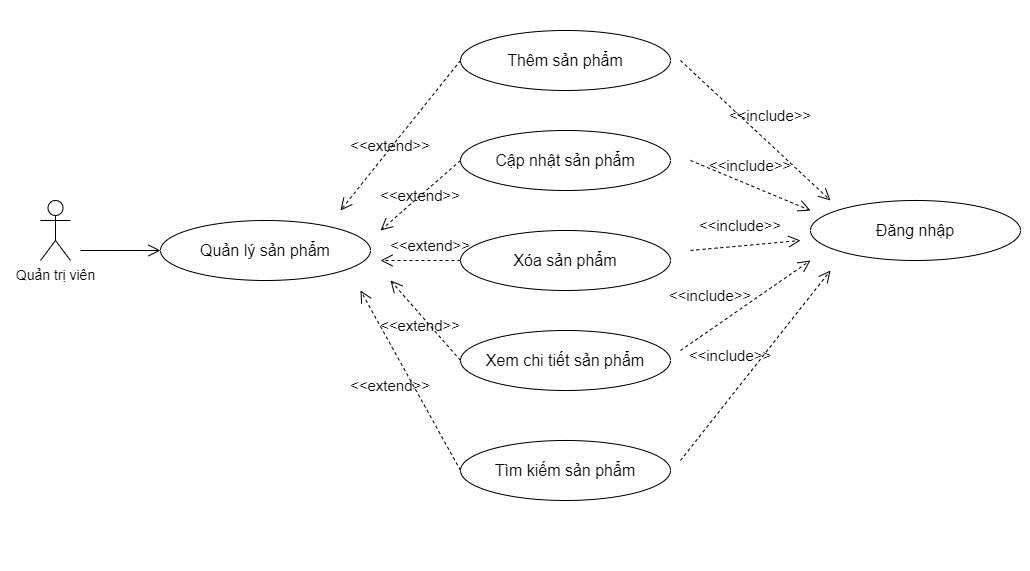 Thêm sản phẩm
<<include>>
<<extend>>
Cập nhật sản phẩm
<<include>>
<<extend>>
Quản trị viên
Quản lý sản phẩm
<<extend>>
Xóa sản phẩm
<<include>>
Đăng nhập
<<extend>>
<<include>>
Xem chi tiết sản phẩm
<<include>>
<<extend>>
Tìm kiếm sản phẩm